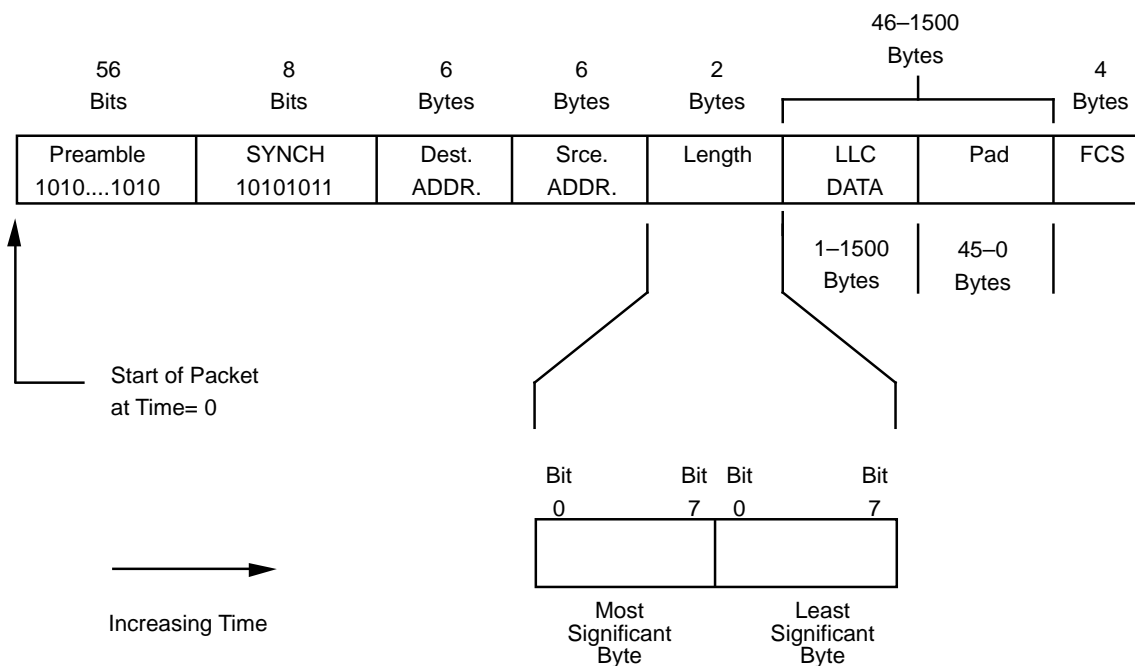 46–1500
Bytes
56
Bits
8
Bits
6
Bytes
6
Bytes
2
Bytes
4
Bytes
Preamble
1010....1010
SYNCH
10101011
Dest.
ADDR.
Srce.
ADDR.
Length
LLC
DATA
Pad
FCS
1–1500
Bytes
45–0
Bytes
Start of Packet
at Time= 0
Bit
0
Bit
7
Bit
0
Bit
7
Increasing Time
Most
Significant
Byte
Least
Significant
Byte